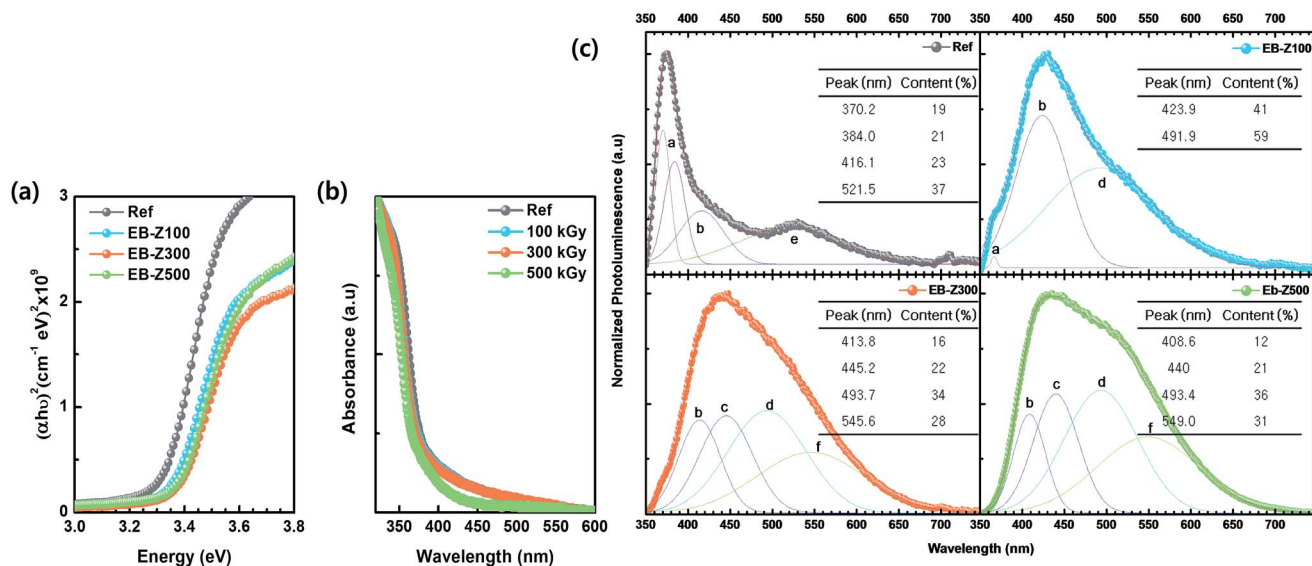 (a)
(αhυ)²(cm⁻¹ eV)²x10⁹
3
2
1
0
3.0 3.2 3.4 3.6 3.8
Energy (eV)
Ref
EB-Z100
EB-Z300
EB-Z500
(b)
Absorbance (a.u)
350 400 450 500 550 600
Wavelength (nm)
Ref
100 kGy
300 kGy
500 kGy
(c)
Normalized Photoluminescence (a.u)
350 400 450 500 550 600 650 700
350 400 450 500 550 600 650 700
Ref
Peak (nm) Content (%)
370.2 19
384.0 21
416.1 23
521.5 37
a
b
e
EB-Z100
Peak (nm) Content (%)
423.9 41
491.9 59
b
d
a
EB-Z300
Peak (nm) Content (%)
413.8 16
445.2 22
493.7 34
545.6 28
b
c
d
f
Eb-Z500
Peak (nm) Content (%)
408.6 12
440 21
493.4 36
549.0 31
b
c
d
f
350 400 450 500 550 600 650 700
350 400 450 500 550 600 650 700
Wavelength (nm)